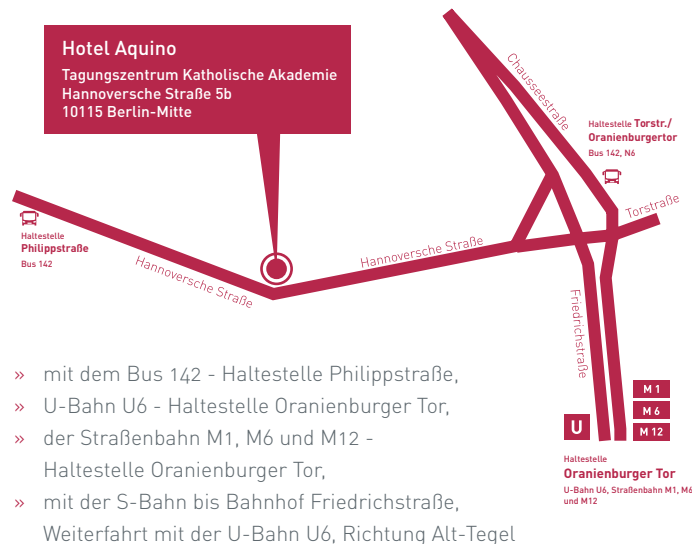 Hotel Aquino
Tagungszentrum Katholische Akademie
Hannoversche Straße 5b
10115 Berlin-Mitte
Chausseestraße
Haltestelle Torstr./
Oranienburgertor
Bus 142, N6
Torstraße
Haltestelle
Philippstraße
Bus 142
Hannoversche Straße
Hannoversche Straße
Friedrichstraße
M 1
M 6
M 12
U
Haltestelle
Oranienburger Tor
U-Bahn U6, Straßenbahn M1, M6
und M12
» mit dem Bus 142 - Haltestelle Philippstraße,
» U-Bahn U6 - Haltestelle Oranienburger Tor,
» der Straßenbahn M1, M6 und M12 -
Haltestelle Oranienburger Tor,
» mit der S-Bahn bis Bahnhof Friedrichstraße,
Weiterfahrt mit der U-Bahn U6, Richtung Alt-Tegel